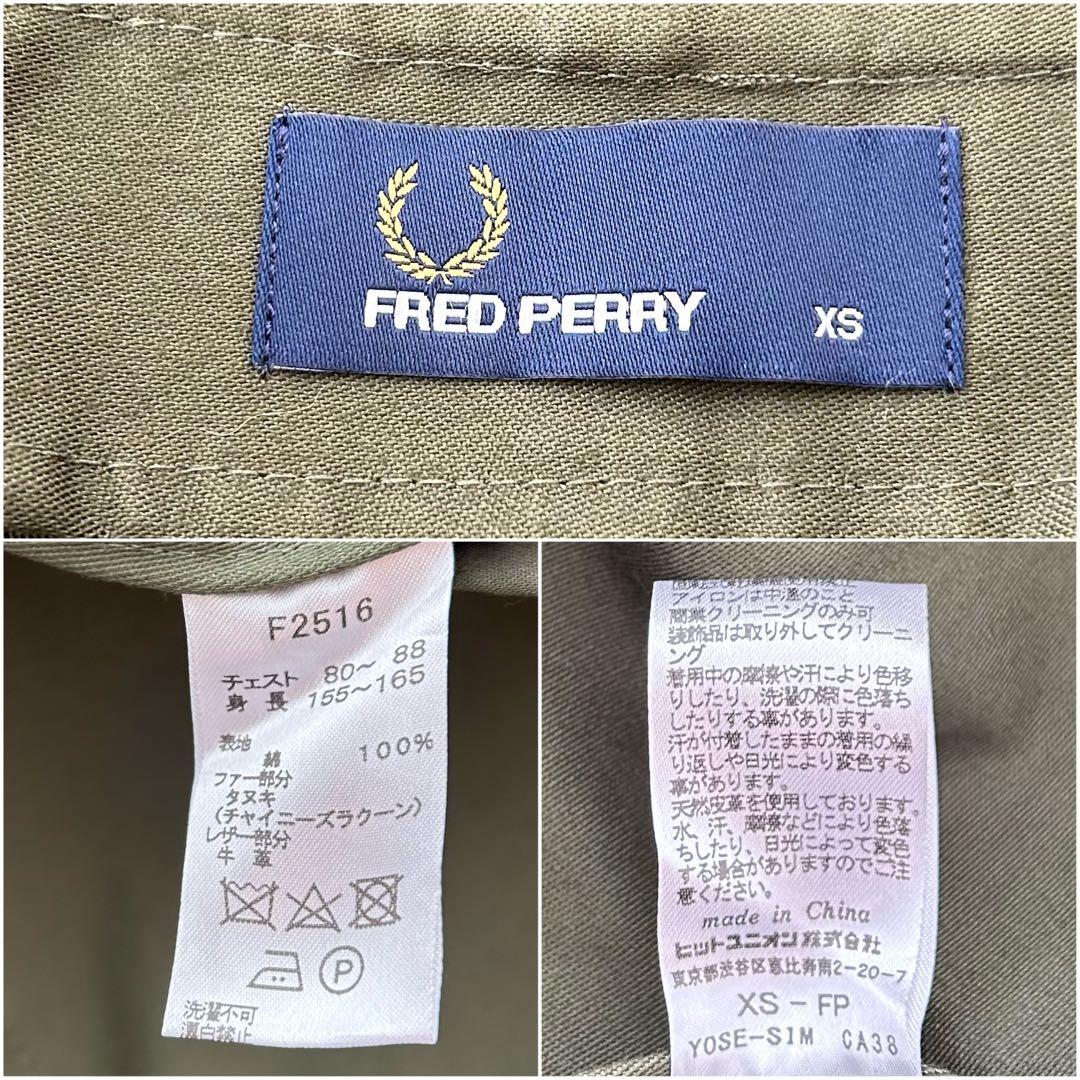 FRED PERRY
XS
F2516
チェスト 80～ 88
身 長 155～165
表地
綿 100%
ファー部分
タヌキ
(チャイニーズラクーン)
レザー部分
牛 革
P
洗濯不可
漂白禁止
アイロンは中温のこと
商業クリーニングのみ可
装飾品は取り外してクリーニ
ング
着用中の摩擦や汗により色移
りしたり、洗濯の際に色落ち
したりする事があります。
汗が付着したままの着用の繰
り返しや日光により変色する
事があります。
天然皮革を使用しております。
水、汗、摩擦などにより色落
ちしたり、日光によって変色
する場合がありますのでご注
意ください。
made in China
ヒットユニオン株式会社
東京都渋谷区恵比寿南2-20-7
XS - FP
YOSE-SIM CA38